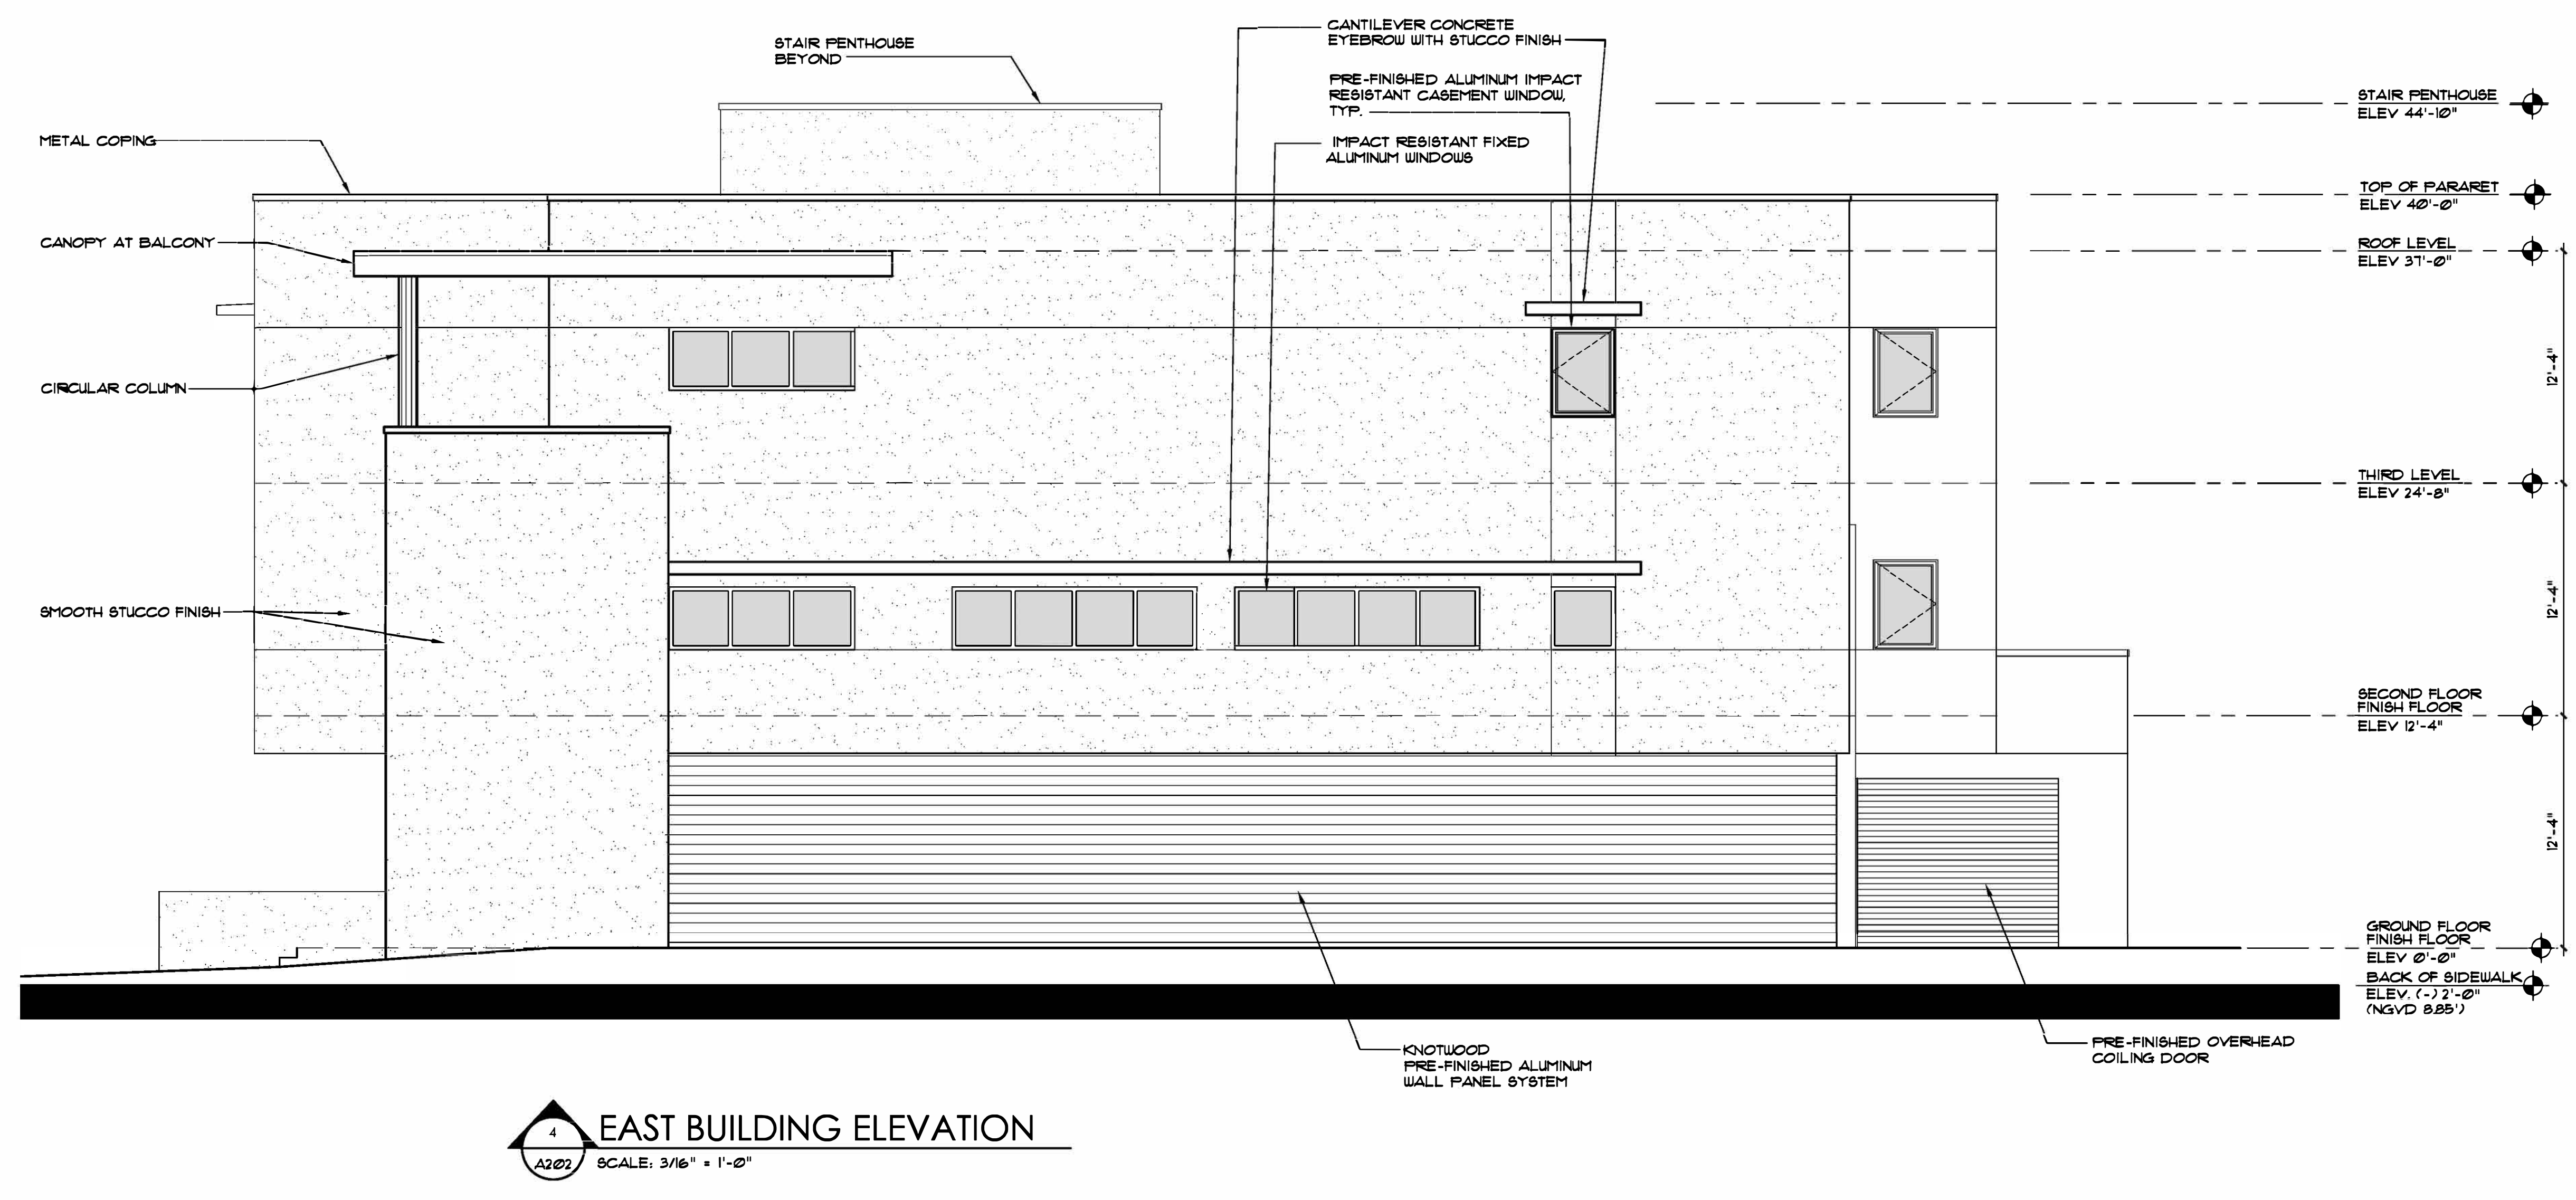 CANTILEVER CONCRETE
EYEBROW WITH STUCCO FINISH
STAIR PENTHOUSE
BEYOND
PRE-FINISHED ALUMINUM IMPACT
RESISTANT CASEMENT WINDOW,
TYP.
IMPACT RESISTANT FIXED
ALUMINUM WINDOWS
METAL COPING
CANOPY AT BALCONY
CIRCULAR COLUMN
SMOOTH STUCCO FINISH
STAIR PENTHOUSE
ELEV 44'-10"
TOP OF PARARET
ELEV 40'-0"
ROOF LEVEL
ELEV 37'-0"
12'-4"
THIRD LEVEL
ELEV 24'-8"
12'-4"
SECOND FLOOR
FINISH FLOOR
ELEV 12'-4"
12'-4"
GROUND FLOOR
FINISH FLOOR
ELEV 0'-0"
BACK OF SIDEWALK
ELEV. (-) 2'-0"
(NGVD 8.85')
KNOTWOOD
PRE-FINISHED ALUMINUM
WALL PANEL SYSTEM
PRE-FINISHED OVERHEAD
COILING DOOR
4
A202
EAST BUILDING ELEVATION
SCALE: 3/16" = 1'-0"